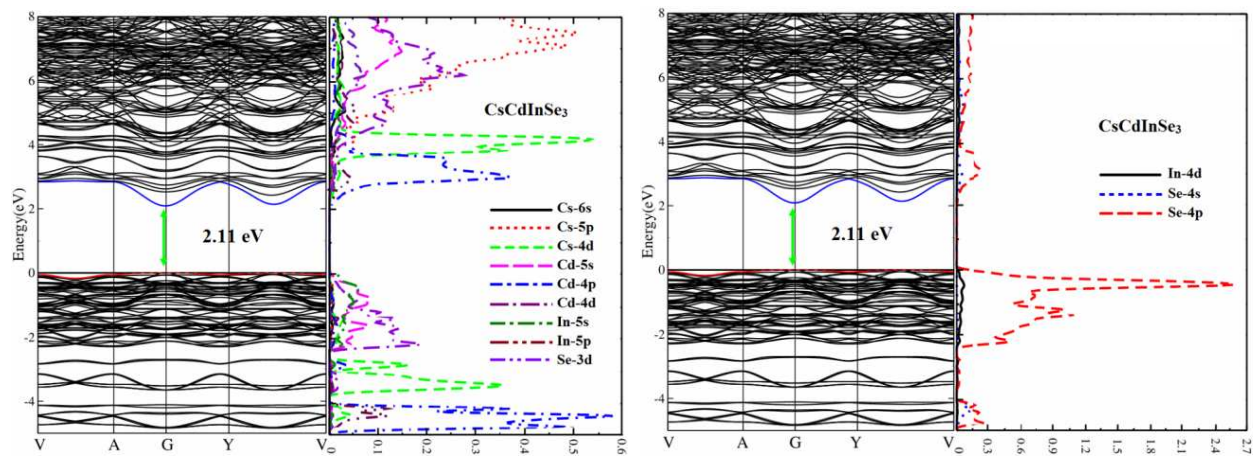 8
6
4
2
0
-2
-4
Energy(eV)
2.11 eV
V A G Y V
CsCdInSe3
Cs-6s
Cs-5p
Cs-4d
Cd-5s
Cd-4p
Cd-4d
In-5s
In-5p
Se-3d
0 0.1 0.2 0.3 0.4 0.5 0.6
8
6
4
2
0
-2
-4
Energy(eV)
2.11 eV
V A G Y V
CsCdInSe3
In-4d
Se-4s
Se-4p
0 0.3 0.6 0.9 1.2 1.5 1.8 2.1 2.4 2.7